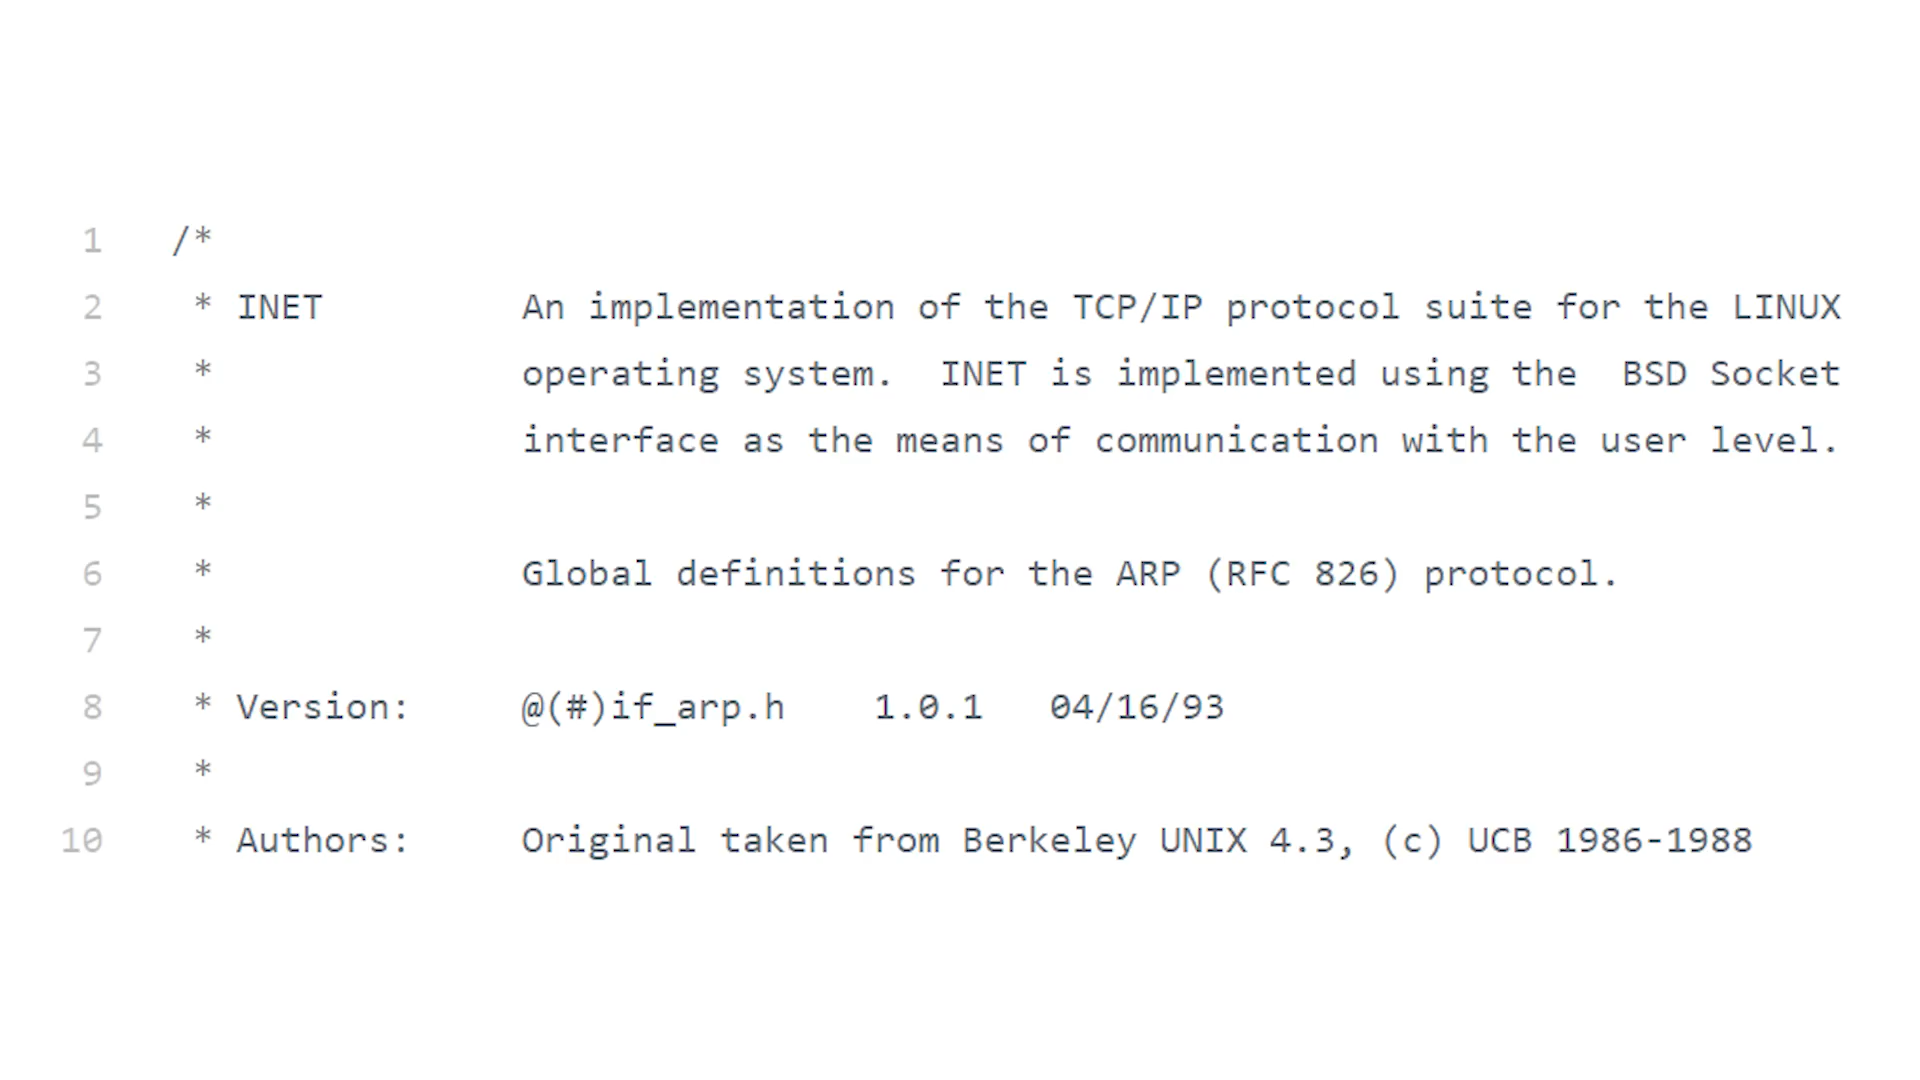 1 /*
2 * INET An implementation of the TCP/IP protocol suite for the LINUX
3 * operating system.  INET is implemented using the  BSD Socket
4 * interface as the means of communication with the user level.
5 *
6 * Global definitions for the ARP (RFC 826) protocol.
7 *
8 * Version: @(#)if_arp.h 1.0.1 04/16/93
9 *
10 * Authors: Original taken from Berkeley UNIX 4.3, (c) UCB 1986-1988